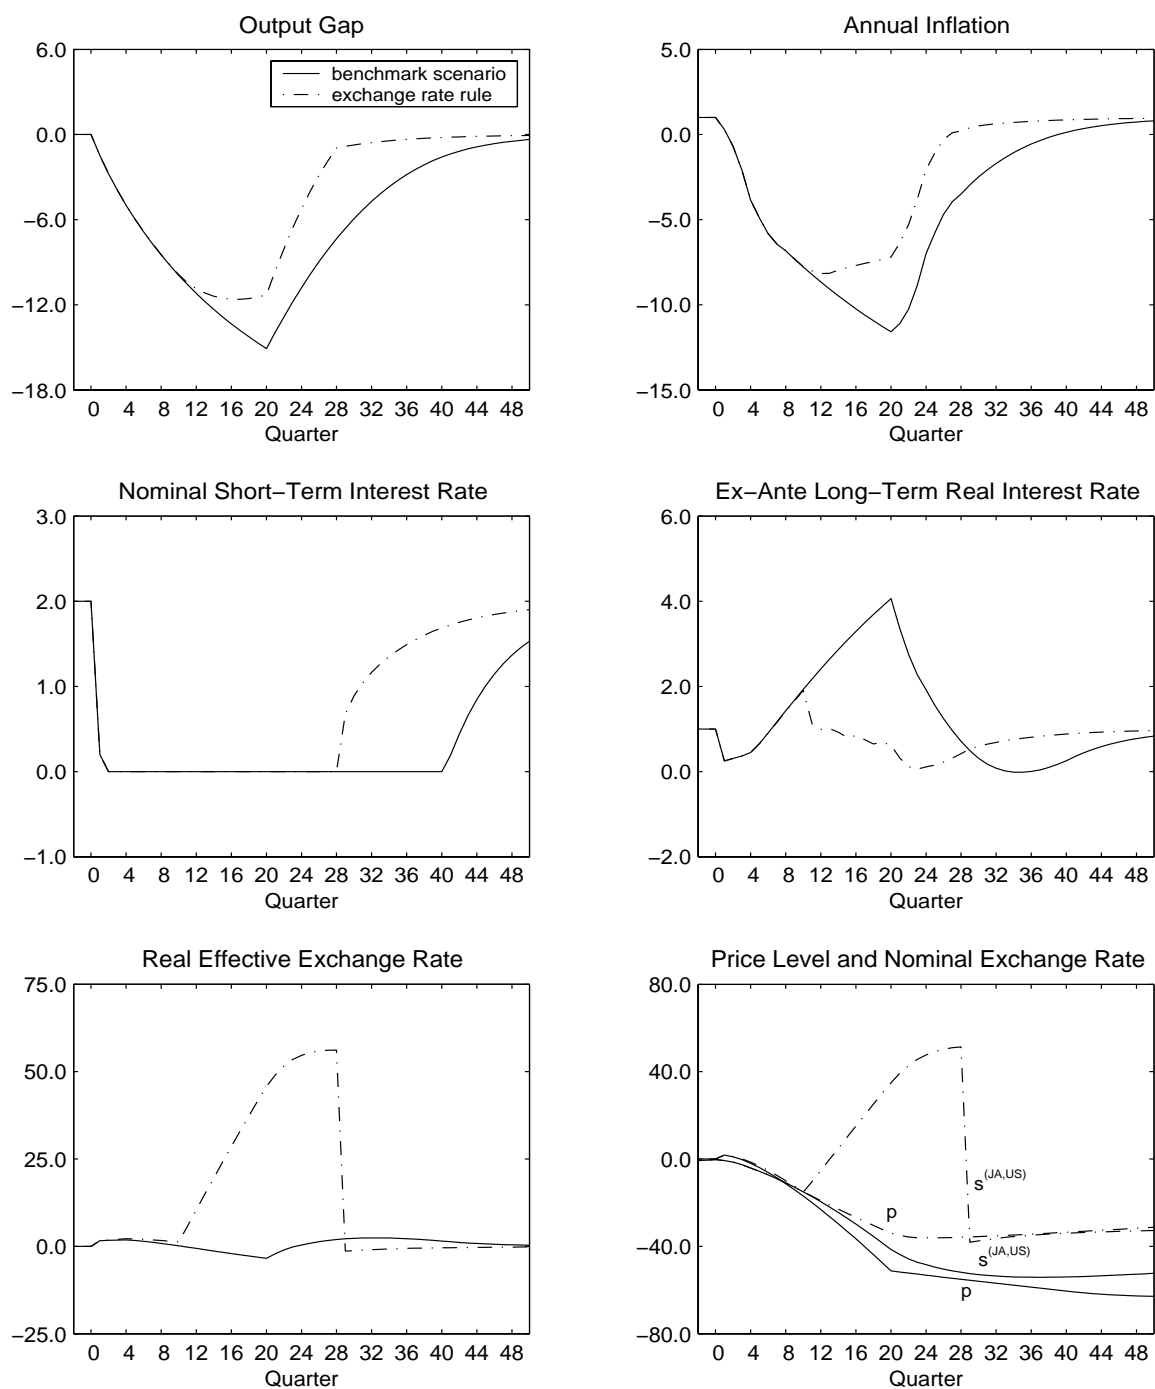 Output Gap
6.0
0.0
−6.0
−12.0
−18.0
benchmark scenario
exchange rate rule
0 4 8 12 16 20 24 28 32 36 40 44 48
Quarter
Annual Inflation
5.0
0.0
−5.0
−10.0
−15.0
0 4 8 12 16 20 24 28 32 36 40 44 48
Quarter
Nominal Short−Term Interest Rate
3.0
2.0
1.0
0.0
−1.0
0 4 8 12 16 20 24 28 32 36 40 44 48
Quarter
Ex−Ante Long−Term Real Interest Rate
6.0
4.0
2.0
0.0
−2.0
0 4 8 12 16 20 24 28 32 36 40 44 48
Quarter
Real Effective Exchange Rate
75.0
50.0
25.0
0.0
−25.0
0 4 8 12 16 20 24 28 32 36 40 44 48
Quarter
Price Level and Nominal Exchange Rate
80.0
40.0
0.0
−40.0
−80.0
s(JA,US)
p
s(JA,US)
p
0 4 8 12 16 20 24 28 32 36 40 44 48
Quarter